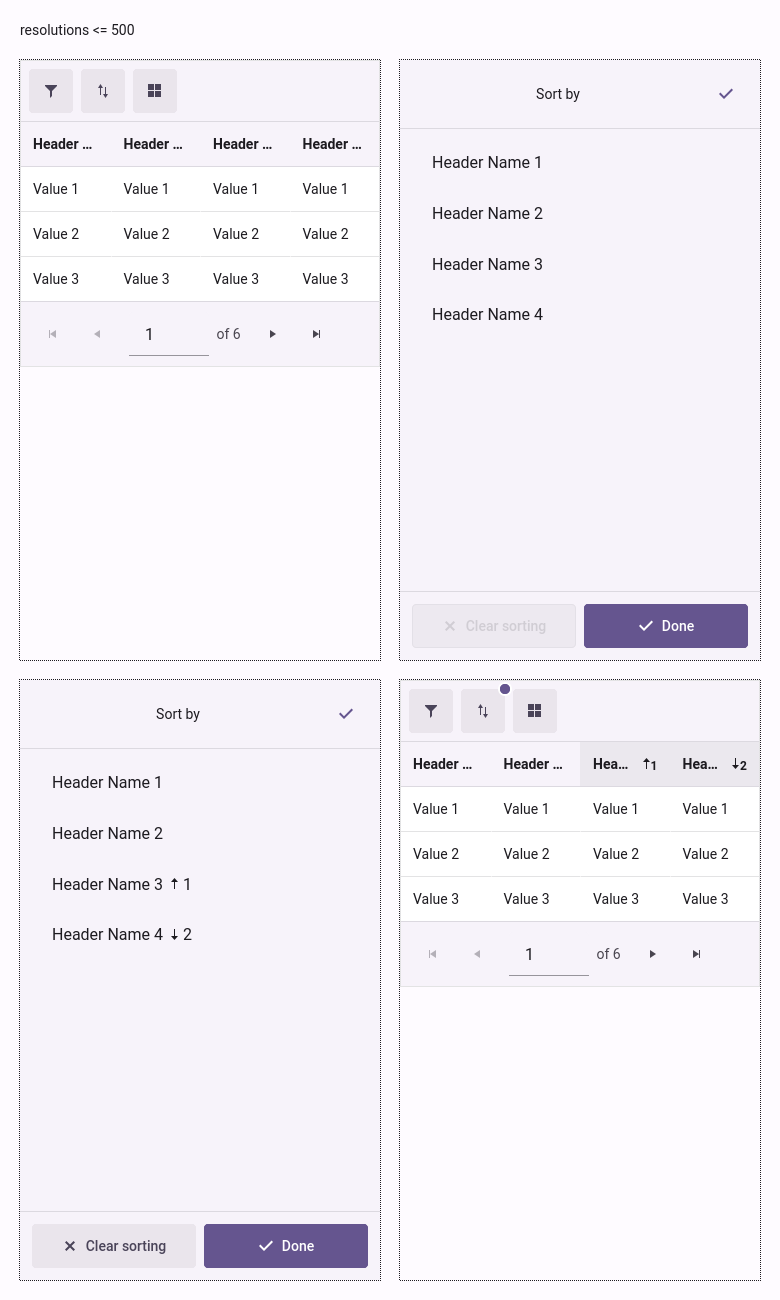 resolutions <= 500
Header ... Header ... Header ... Header ...
Value 1 Value 1 Value 1 Value 1
Value 2 Value 2 Value 2 Value 2
Value 3 Value 3 Value 3 Value 3
1 of 6
Sort by
Header Name 1
Header Name 2
Header Name 3
Header Name 4
Clear sorting Done
Sort by
Header Name 1
Header Name 2
Header Name 3 ↑ 1
Header Name 4 ↓ 2
Clear sorting Done
Header ... Header ... Hea... ↑1 Hea... ↓2
Value 1 Value 1 Value 1 Value 1
Value 2 Value 2 Value 2 Value 2
Value 3 Value 3 Value 3 Value 3
1 of 6